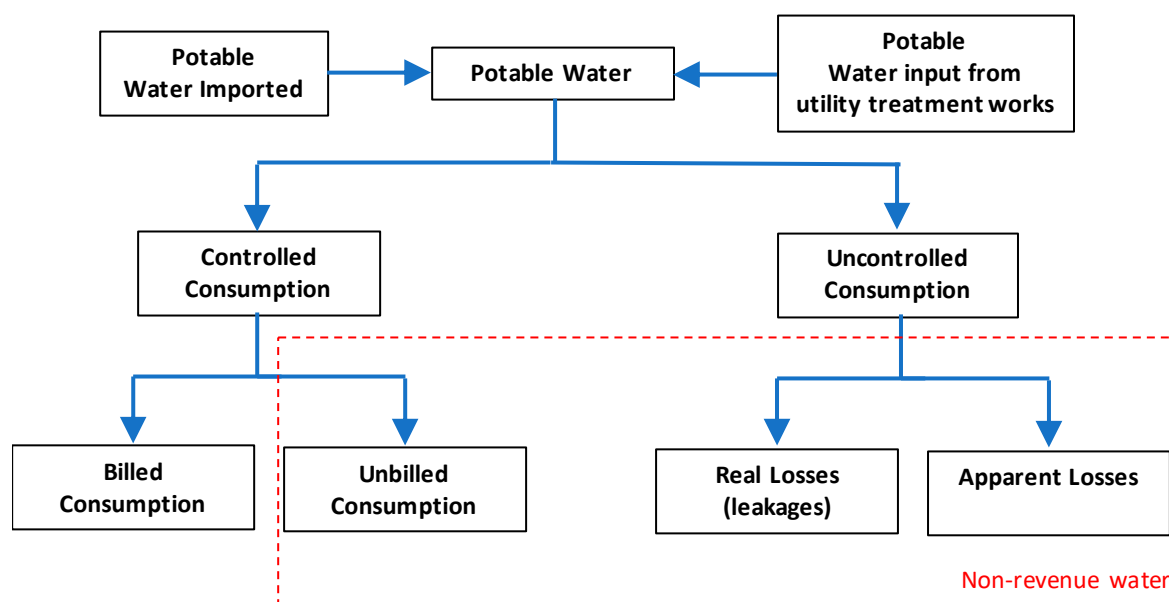 Potable
Water Imported
Potable Water
Potable
Water input from
utility treatment works
Controlled
Consumption
Uncontrolled
Consumption
Billed
Consumption
Unbilled
Consumption
Real Losses
(leakages)
Apparent Losses
Non-revenue water